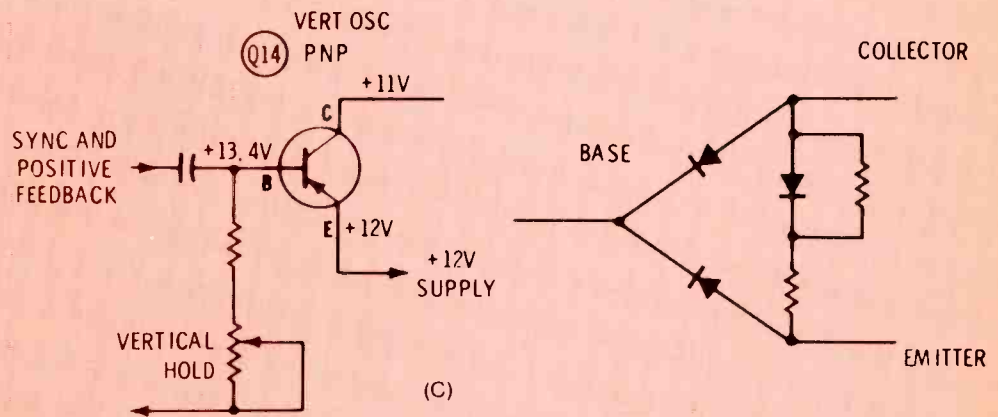 VERT OSC
Q14 PNP
C
+11V
SYNC AND
POSITIVE
FEEDBACK
+13.4V
B
E
+12V
+12V
SUPPLY
VERTICAL
HOLD
(C)
COLLECTOR
BASE
EMITTER